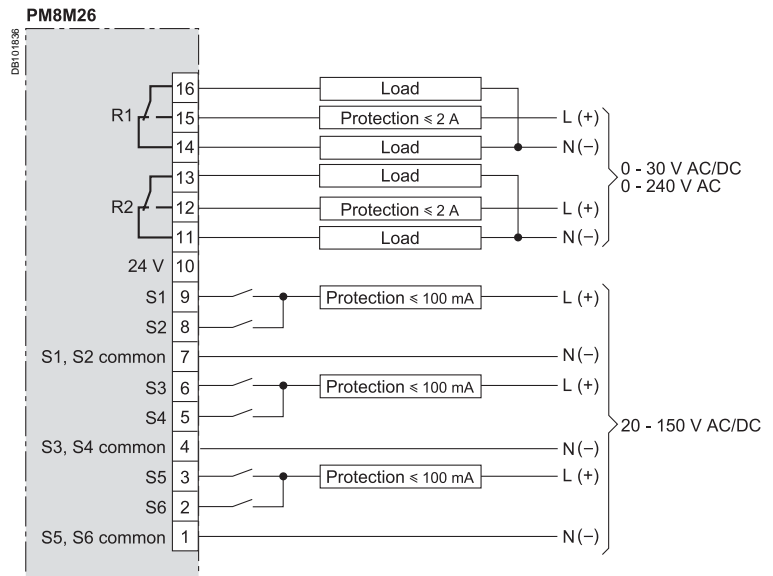 PM8M26
DB101836
16 Load
R1 15 Protection ≤ 2 A L (+)
14 Load N (−)
13 Load
0 - 30 V AC/DC
0 - 240 V AC
R2 12 Protection ≤ 2 A L (+)
11 Load N (−)
24 V 10
S1 9 Protection ≤ 100 mA L (+)
S2 8
S1, S2 common 7 N (−)
S3 6 Protection ≤ 100 mA L (+)
S4 5
20 - 150 V AC/DC
S3, S4 common 4 N (−)
S5 3 Protection ≤ 100 mA L (+)
S6 2
S5, S6 common 1 N (−)